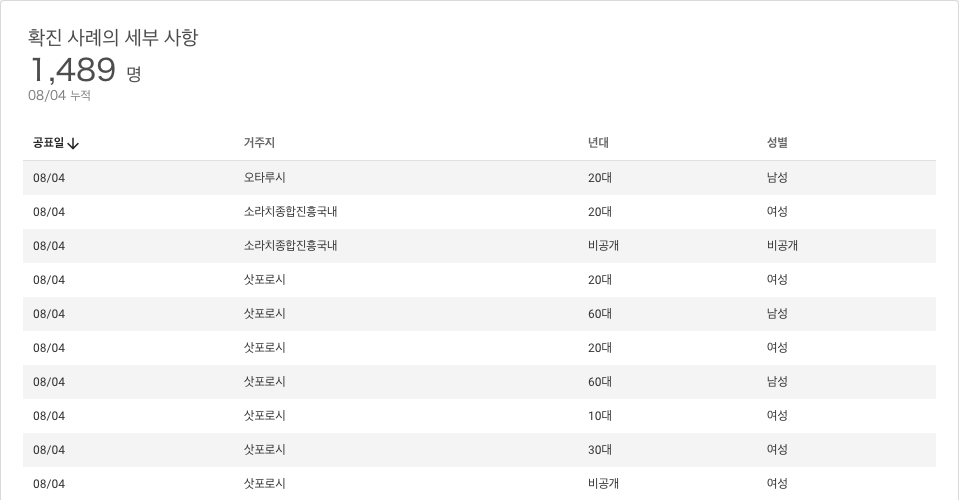 확진 사례의 세부 사항
1,489 명
08/04 누적
공표일 거주지 년대 성별
08/04 오타루시 20대 남성
08/04 소라치종합진흥국내 20대 여성
08/04 소라치종합진흥국내 비공개 비공개
08/04 삿포로시 20대 여성
08/04 삿포로시 60대 남성
08/04 삿포로시 20대 여성
08/04 삿포로시 60대 남성
08/04 삿포로시 10대 여성
08/04 삿포로시 30대 여성
08/04 삿포로시 비공개 여성